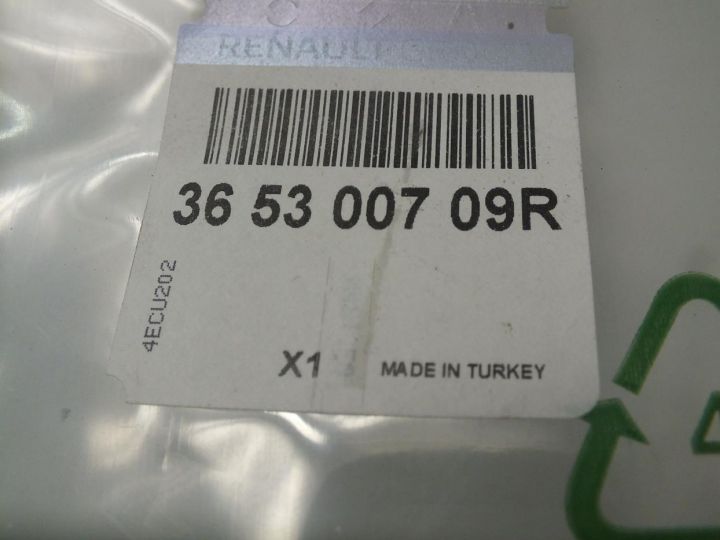 RENAULT
36 53 007 09R
4ECU202
X1
MADE IN TURKEY